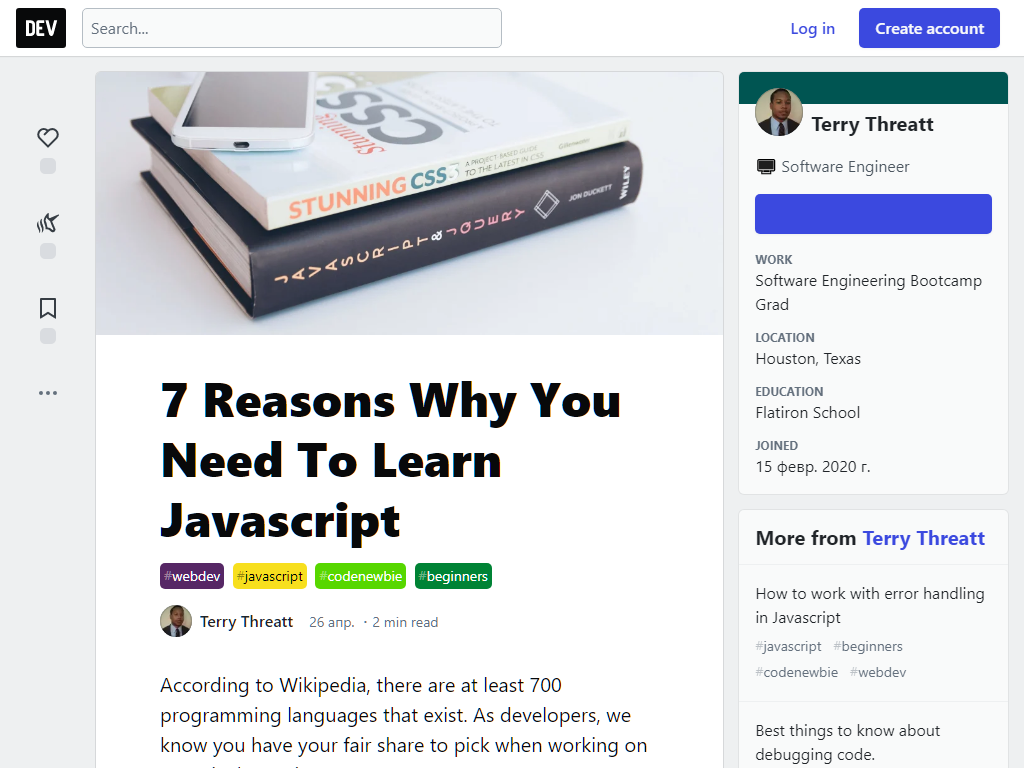 DEV
Search...
Log in
Create account
STUNNING CSS3
A PROJECT-BASED GUIDE
TO THE LATEST IN CSS
JAVASCRIPT & JQUERY
JON DUCKETT
WILEY
7 Reasons Why You
Need To Learn
Javascript
#webdev #javascript #codenewbie #beginners
Terry Threatt 26 апр. · 2 min read
According to Wikipedia, there are at least 700
programming languages that exist. As developers, we
know you have your fair share to pick when working on
Terry Threatt
Software Engineer
WORK
Software Engineering Bootcamp
Grad
LOCATION
Houston, Texas
EDUCATION
Flatiron School
JOINED
15 февр. 2020 г.
More from Terry Threatt
How to work with error handling
in Javascript
#javascript #beginners
#codenewbie #webdev
Best things to know about
debugging code.